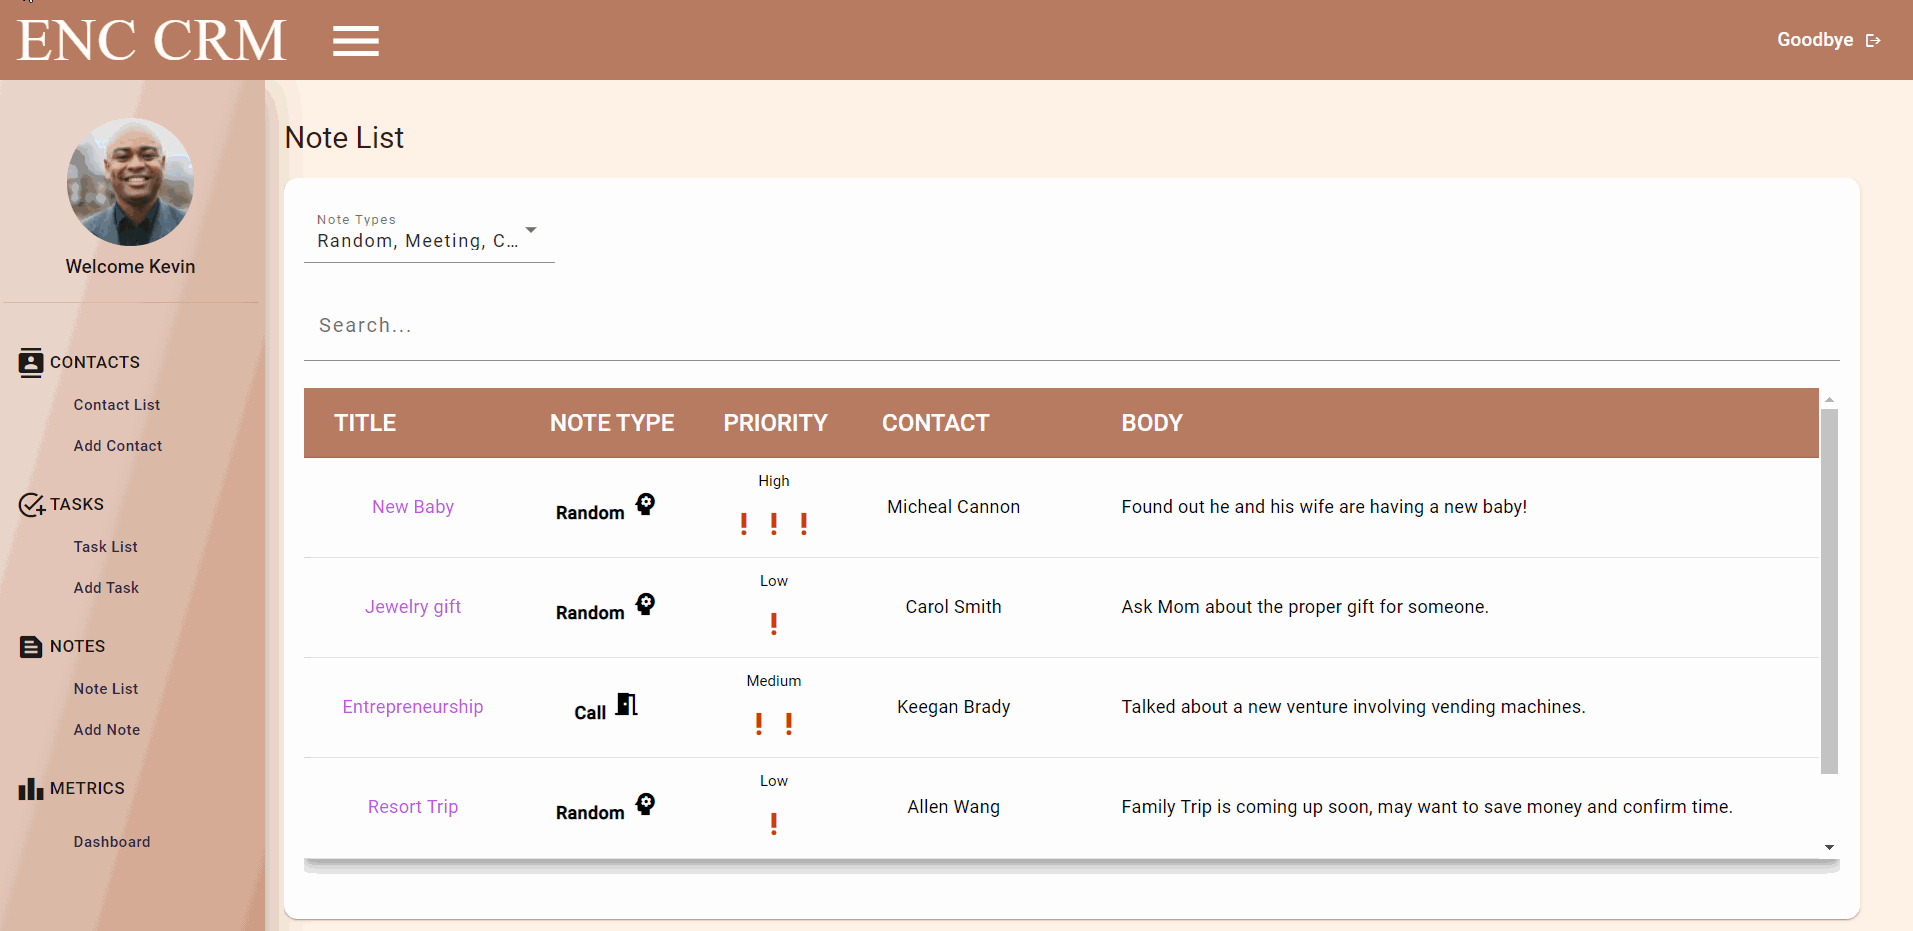 ENC CRM
Goodbye
Welcome Kevin
CONTACTS
Contact List
Add Contact
TASKS
Task List
Add Task
NOTES
Note List
Add Note
METRICS
Dashboard
Note List
Note Types
Random, Meeting, C...
Search...
TITLE NOTE TYPE PRIORITY CONTACT BODY
High
New Baby Random Micheal Cannon Found out he and his wife are having a new baby!
! ! !
Low
Jewelry gift Random Carol Smith Ask Mom about the proper gift for someone.
!
Medium
Entrepreneurship Call Keegan Brady Talked about a new venture involving vending machines.
! !
Low
Resort Trip Random Allen Wang Family Trip is coming up soon, may want to save money and confirm time.
!